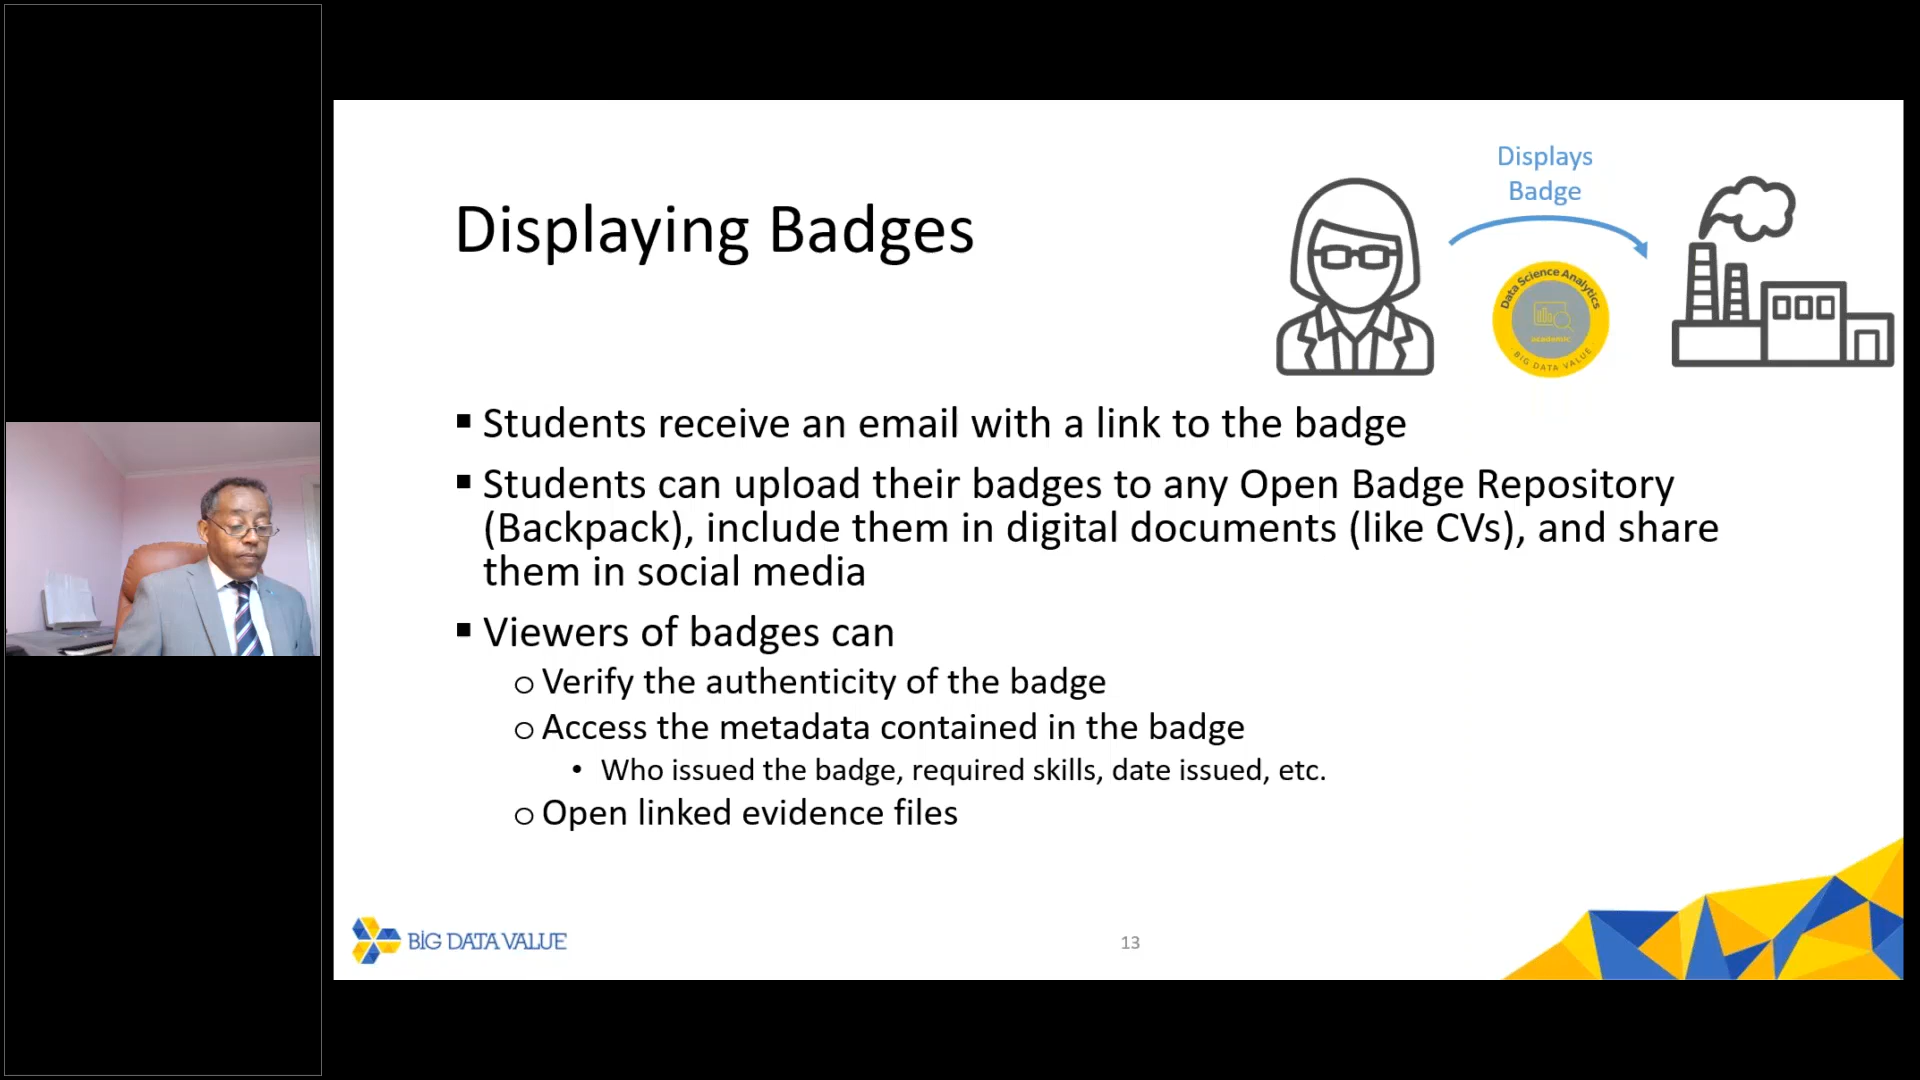 Displays
Badge
Displaying Badges
Data Science Analytics
academic
BIG DATA VALUE
▪ Students receive an email with a link to the badge
▪ Students can upload their badges to any Open Badge Repository
(Backpack), include them in digital documents (like CVs), and share
them in social media
▪ Viewers of badges can
o Verify the authenticity of the badge
o Access the metadata contained in the badge
• Who issued the badge, required skills, date issued, etc.
o Open linked evidence files
BIG DATA VALUE
13